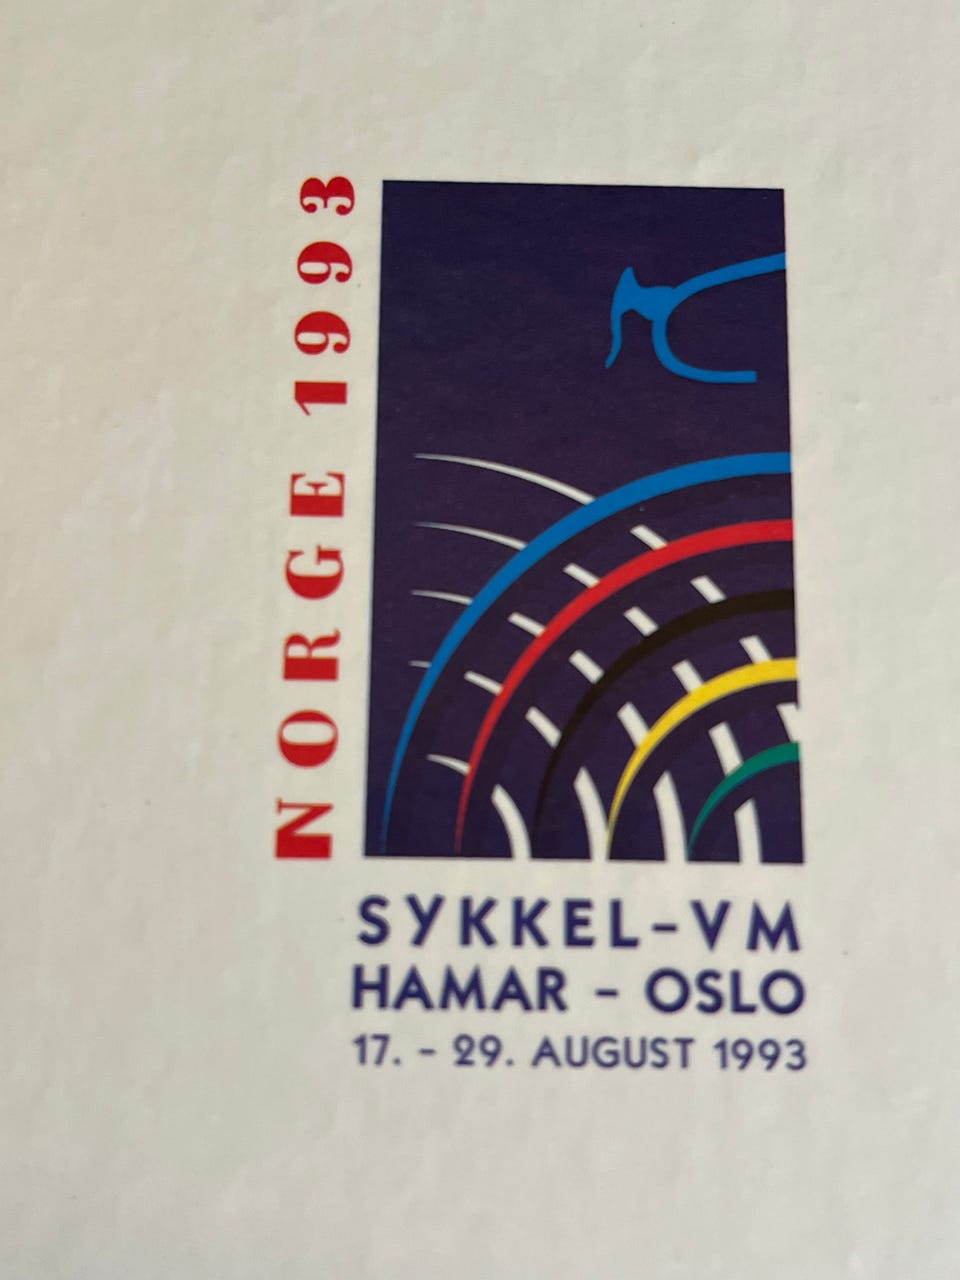 NORGE 1993
SYKKEL-VM
HAMAR - OSLO
17. - 29. AUGUST 1993